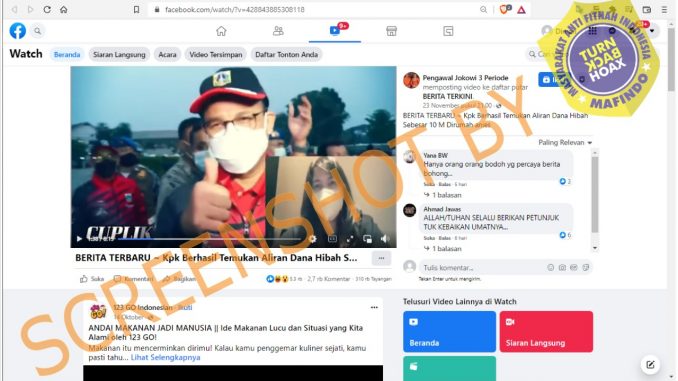 facebook.com/watch/?v=428843885308118
9+
Watch
Beranda
Siaran Langsung
Acara
Video Tersimpan
Daftar Tonton Anda
MASYARAKAT ANTI FITNAH INDONESIA
TURN
BACK
HOAX
MAFINDO
SCREENSHOT BY
CUPLIK
BERITA TERBARU ~ Kpk Berhasil Temukan Aliran Dana Hibah S...
Suka
Komentari
Bagikan
2,7 rb Komentar · 310 rb Tayangan
Pengawal Jokowi 3 Periode
memposting video ke daftar putar
BERITA TERKINI.
23 November pukul 21.00
BERITA TERBARU ~ Kpk Berhasil Temukan Aliran Dana Hibah
Sebesar 10 M Dirumah anies
Paling Relevan
Yana BW
Hanya orang orang bodoh yg percaya berita
bohong...
Suka · Balas · 6 hari
3
1 balasan
Ahmad Jawas
ALLAH/TUHAN SELALU BERIKAN PETUNJUK
TUK KEBAIKAN UMATNYA...
Suka · Balas · 6 hari
6
1 balasan
Tulis komentar...
Tekan Enter untuk mengirim.
123 GO! Indonesian · Ikuti
16 Oktober
ANDAI MAKANAN JADI MANUSIA || Ide Makanan Lucu dan Situasi yang Kita
Alami oleh 123 GO!
Makanan itu mencerminkan dirimu! Kalau kamu penggemar kuliner sejati, kamu
pasti tahu... Lihat Selengkapnya
Telusuri Video Lainnya di Watch
Beranda
Siaran Langsung